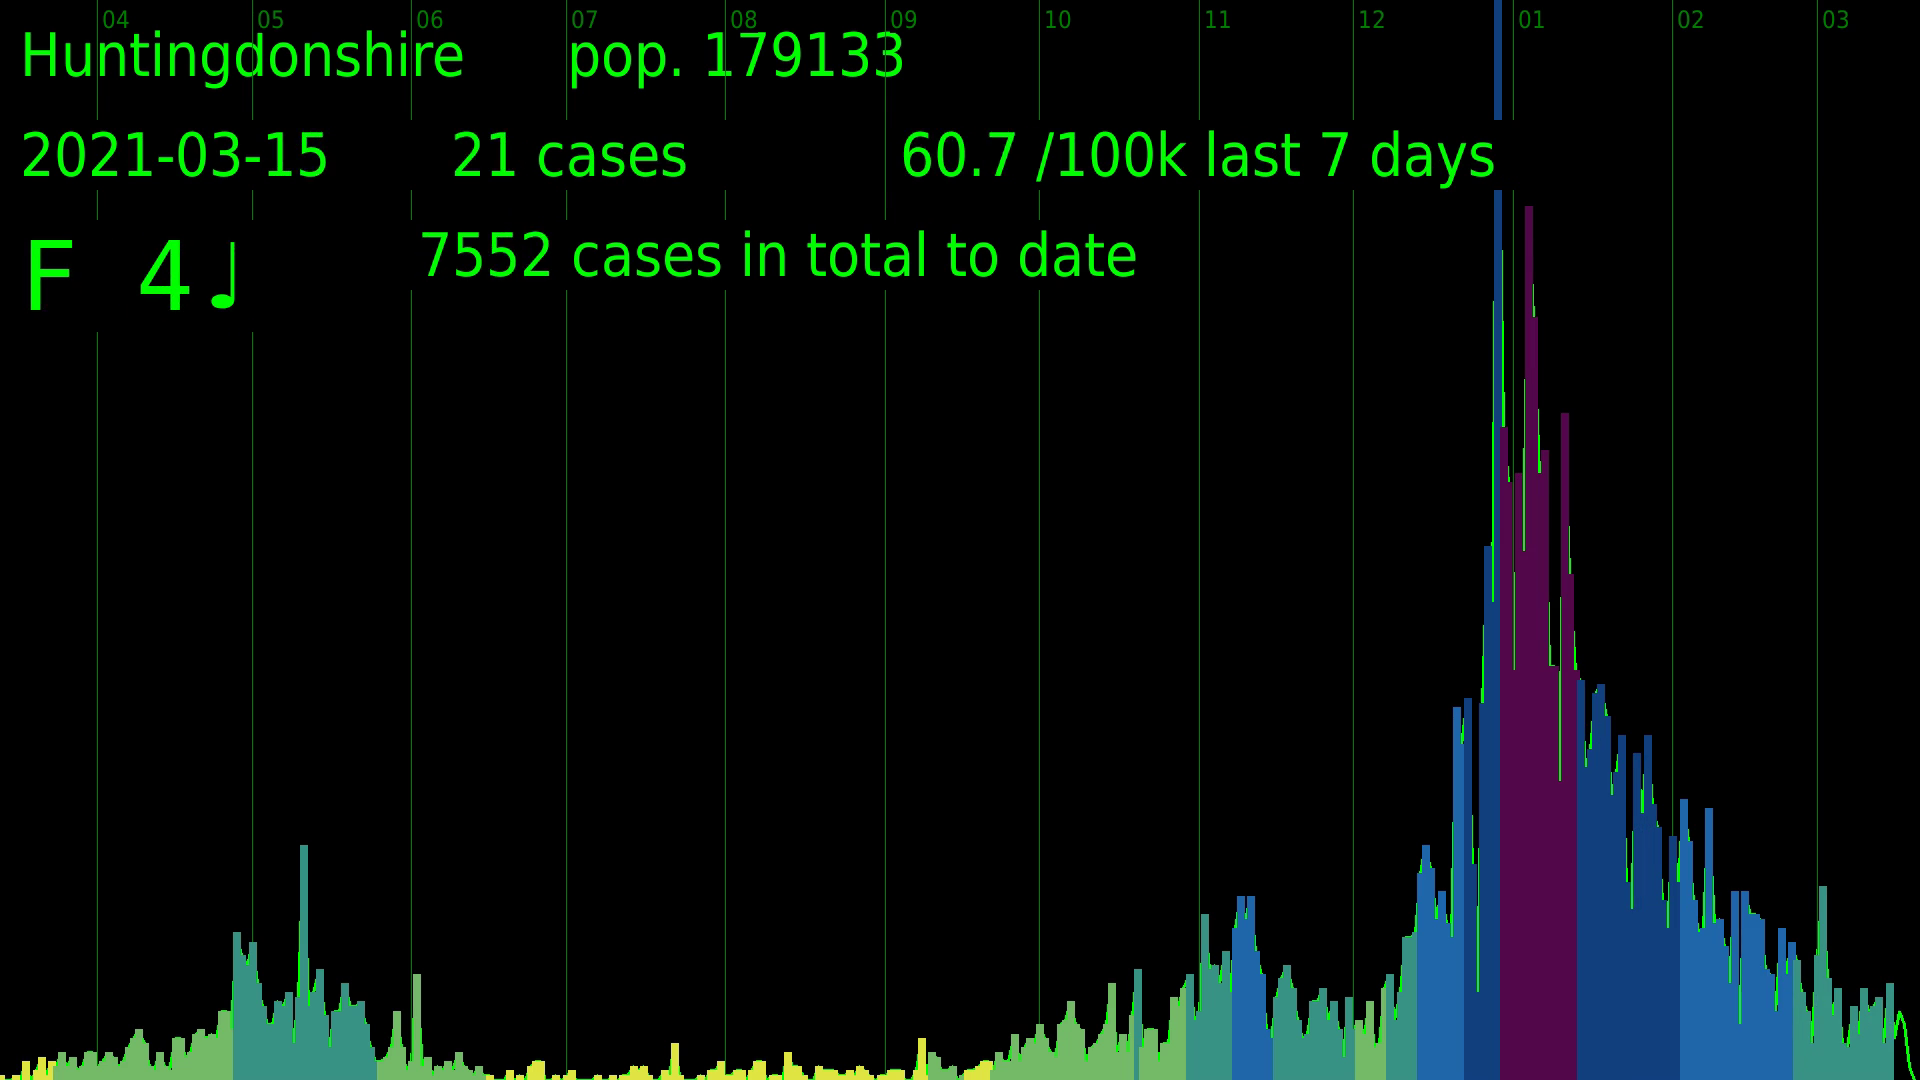 04 05 06 07 08 09 10 11 12 01 02 03
Huntingdonshire pop. 179133
2021-03-15 21 cases 60.7 /100k last 7 days
F 4♩ 7552 cases in total to date